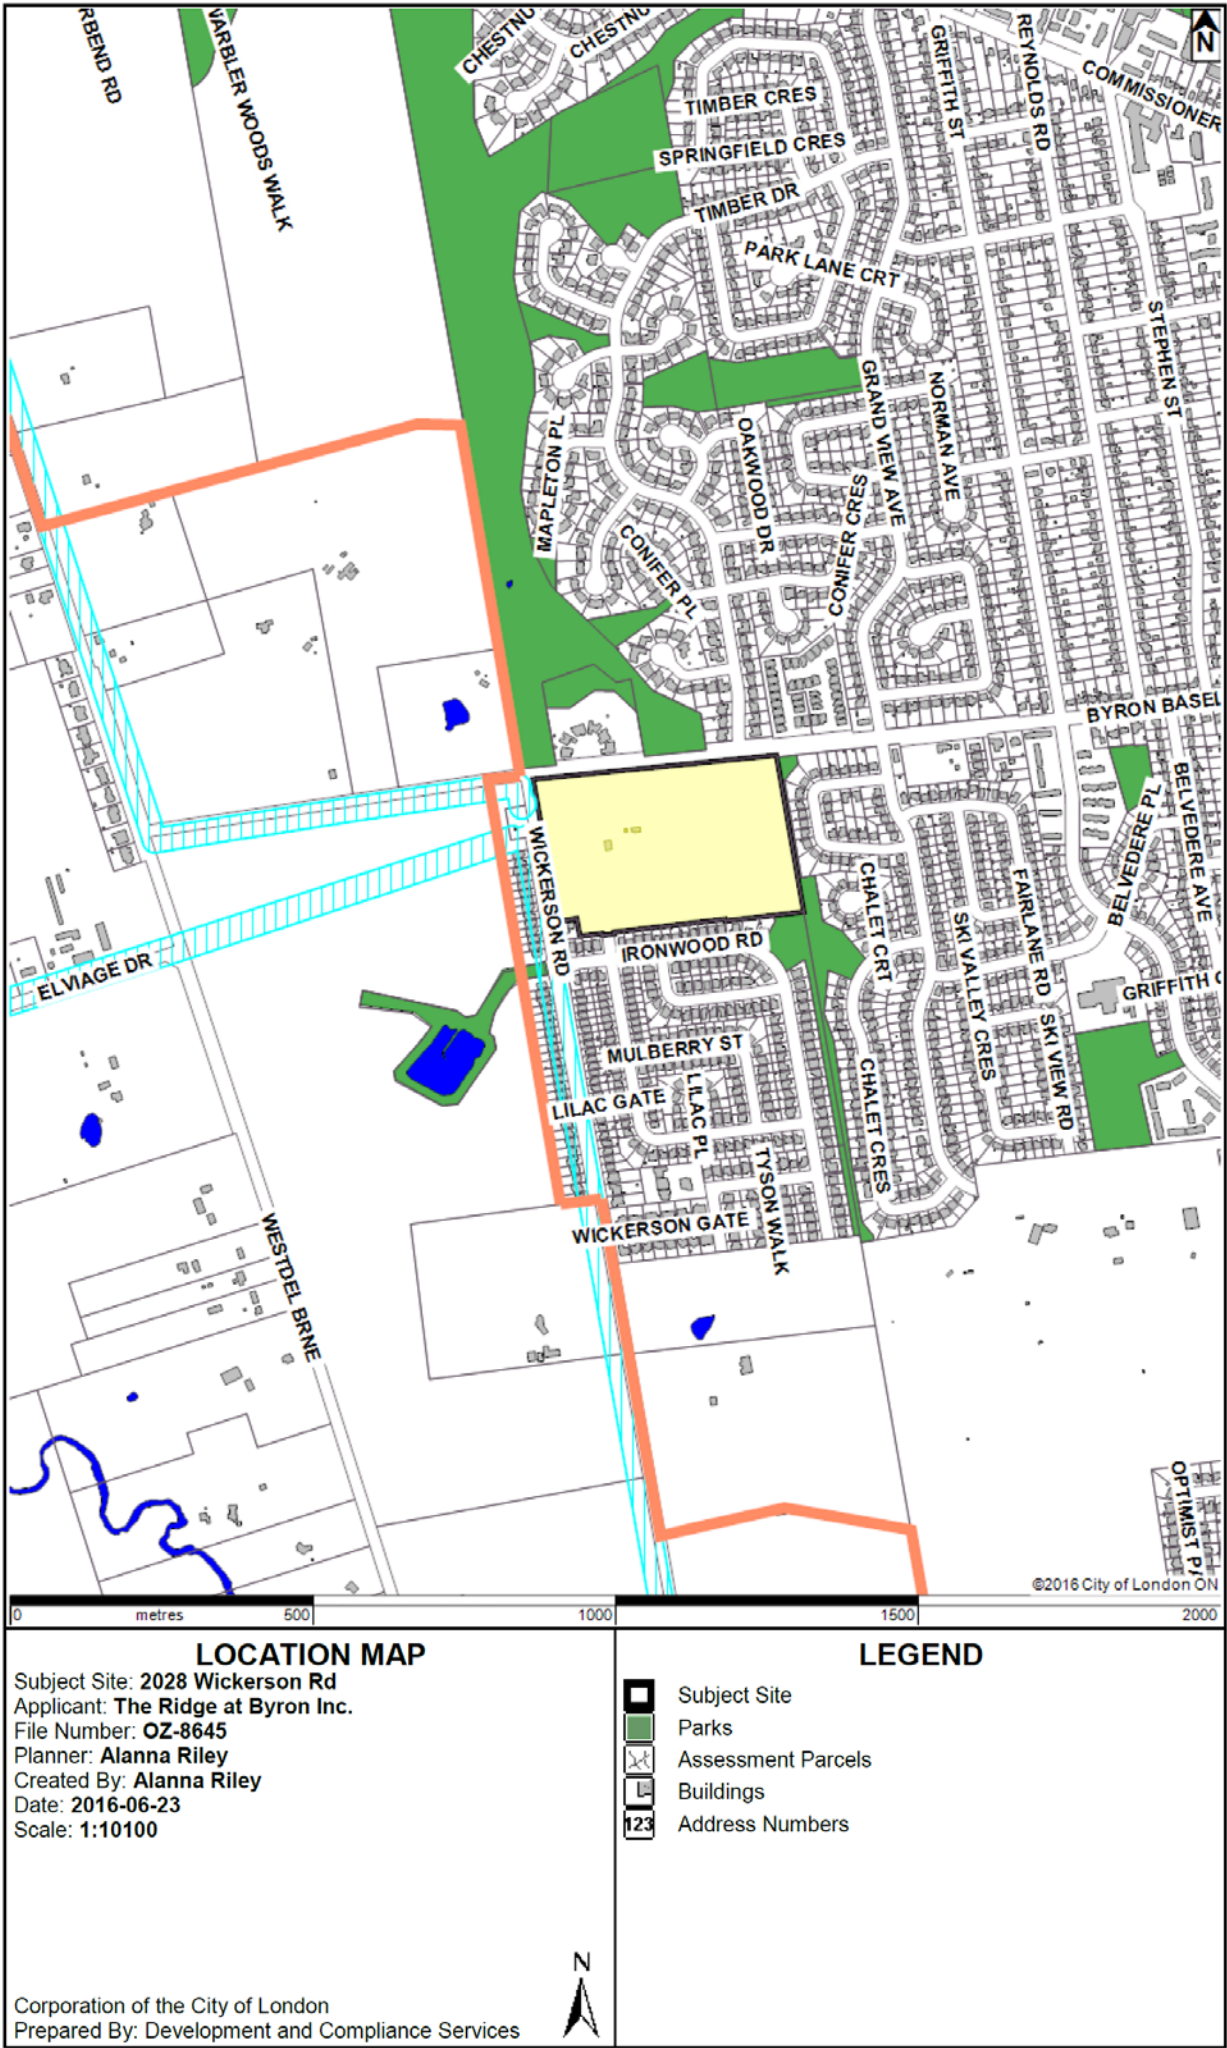 RBEND RD
WARBLER WOODS WALK
CHESTNU
CHESTNU
GRIFFITH ST
REYNOLDS RD
N
COMMISSIONER
TIMBER CRES
SPRINGFIELD CRES
TIMBER DR
PARK LANE CRT
STEPHEN ST
GRAND VIEW AVE
NORMAN AVE
MAPLETON PL
OAKWOOD DR
CONIFER CRES
CONIFER PL
BYRON BASEL
BELVEDERE PL
BELVEDERE AVE
WICKERSON RD
CHALET CRT
FAIRLANE RD
SKI VALLEY CRES
IRONWOOD RD
ELVIAGE DR
GRIFFITH
SKI VIEW RD
MULBERRY ST
LILAC GATE
LILAC PL
CHALET CRES
TYSON WALK
WICKERSON GATE
WESTDEL BRNE
OPTIMIST
©2016 City of London ON
0 metres 500 1000 1500 2000
LOCATION MAP
Subject Site: 2028 Wickerson Rd
Applicant: The Ridge at Byron Inc.
File Number: OZ-8645
Planner: Alanna Riley
Created By: Alanna Riley
Date: 2016-06-23
Scale: 1:10100
N
Corporation of the City of London
Prepared By: Development and Compliance Services
LEGEND
Subject Site
Parks
Assessment Parcels
Buildings
123 Address Numbers